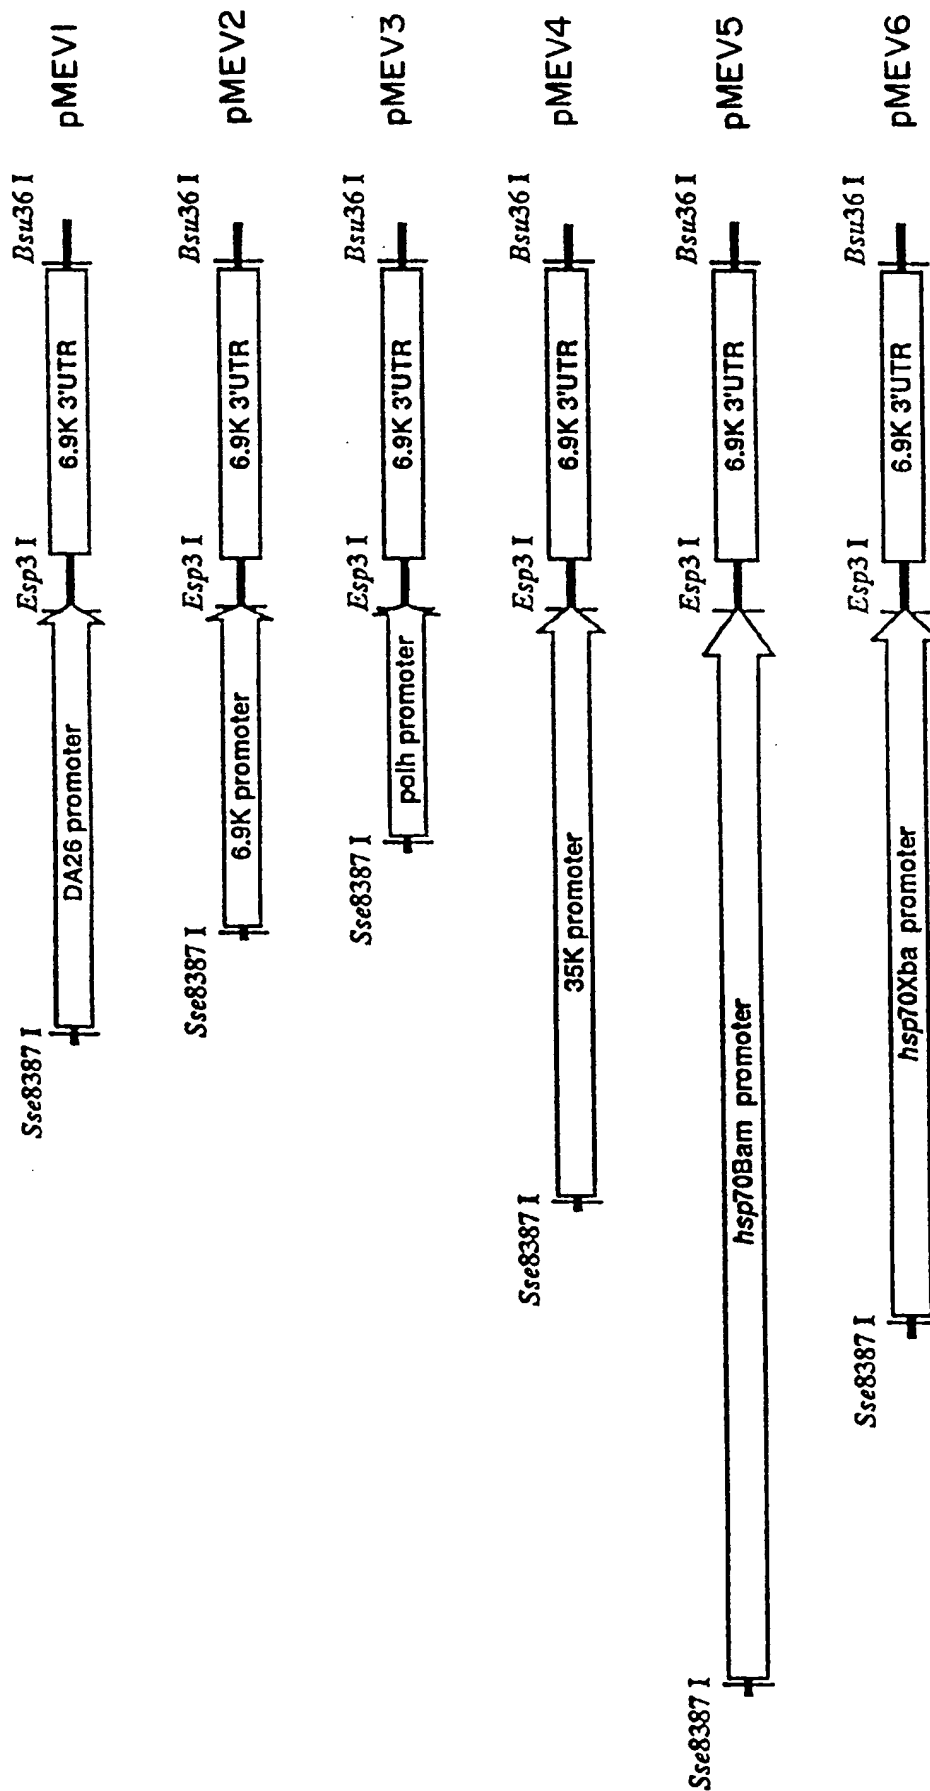 Sse8387 I
DA26 promoter
Esp3 I
6.9K 3'UTR
Bsu36 I
pMEV1
Sse8387 I
6.9K promoter
Esp3 I
6.9K 3'UTR
Bsu36 I
pMEV2
Sse8387 I
polh promoter
Esp3 I
6.9K 3'UTR
Bsu36 I
pMEV3
Sse8387 I
35K promoter
Esp3 I
6.9K 3'UTR
Bsu36 I
pMEV4
Sse8387 I
hsp70Bam promoter
Esp3 I
6.9K 3'UTR
Bsu36 I
pMEV5
Sse8387 I
hsp70Xba promoter
Esp3 I
6.9K 3'UTR
Bsu36 I
pMEV6